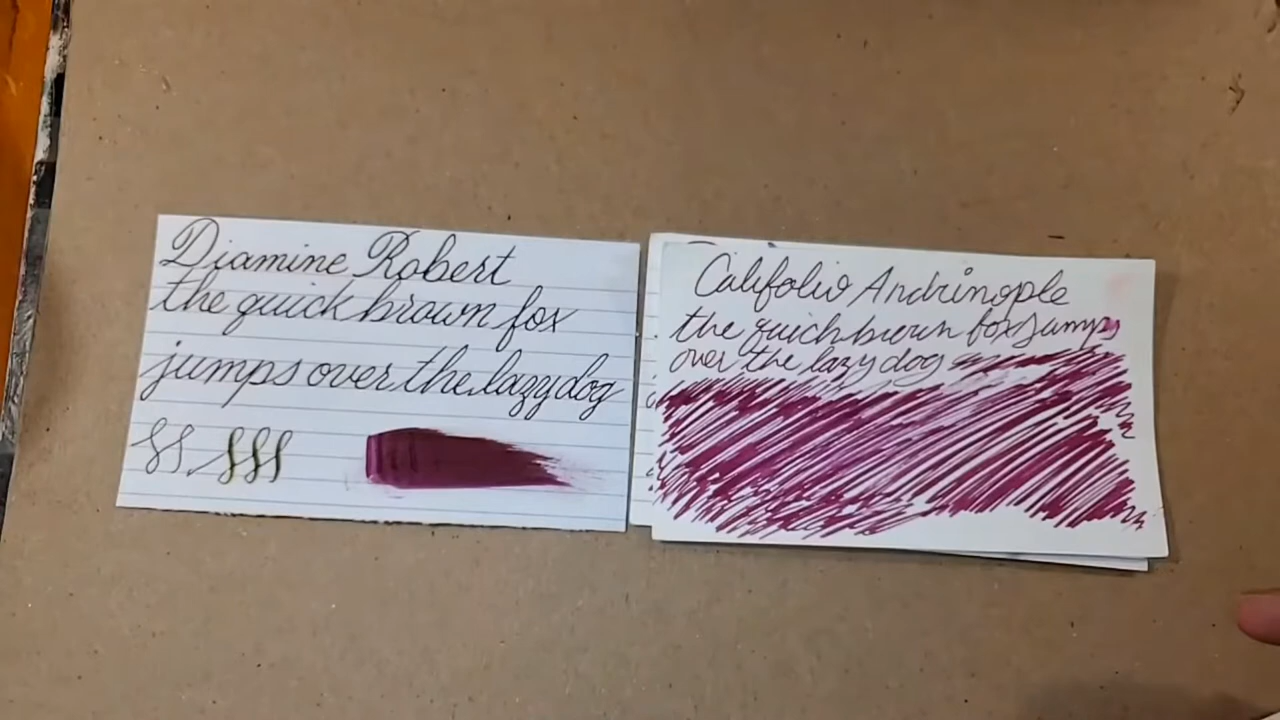 Diamine Robert
the quick brown fox
jumps over the lazy dog
Califolio Andrinople
the quick brown fox jumps
over the lazy dog